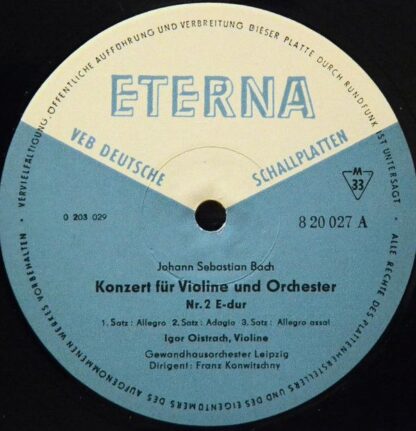 VERVIELFÄLTIGUNG, ÖFFENTLICHE AUFFÜHRUNG UND VERBREITUNG DIESER PLATTE DURCH RUNDFUNK IST UNTERSAGT •
ETERNA
VEB DEUTSCHE SCHALLPLATTEN
M
33
0 203 029
8 20 027 A
Johann Sebastian Bach
Konzert für Violine und Orchester
Nr. 2 E-dur
1. Satz: Allegro 2. Satz: Adagio 3. Satz: Allegro assai
Igor Oistrach, Violine
Gewandhausorchester Leipzig
Dirigent: Franz Konwitschny
ALLE RECHTE DES PLATTENHERSTELLERS UND DES EIGENTÜMERS DES AUFGENOMMENEN WERKES VORBEHALTEN •